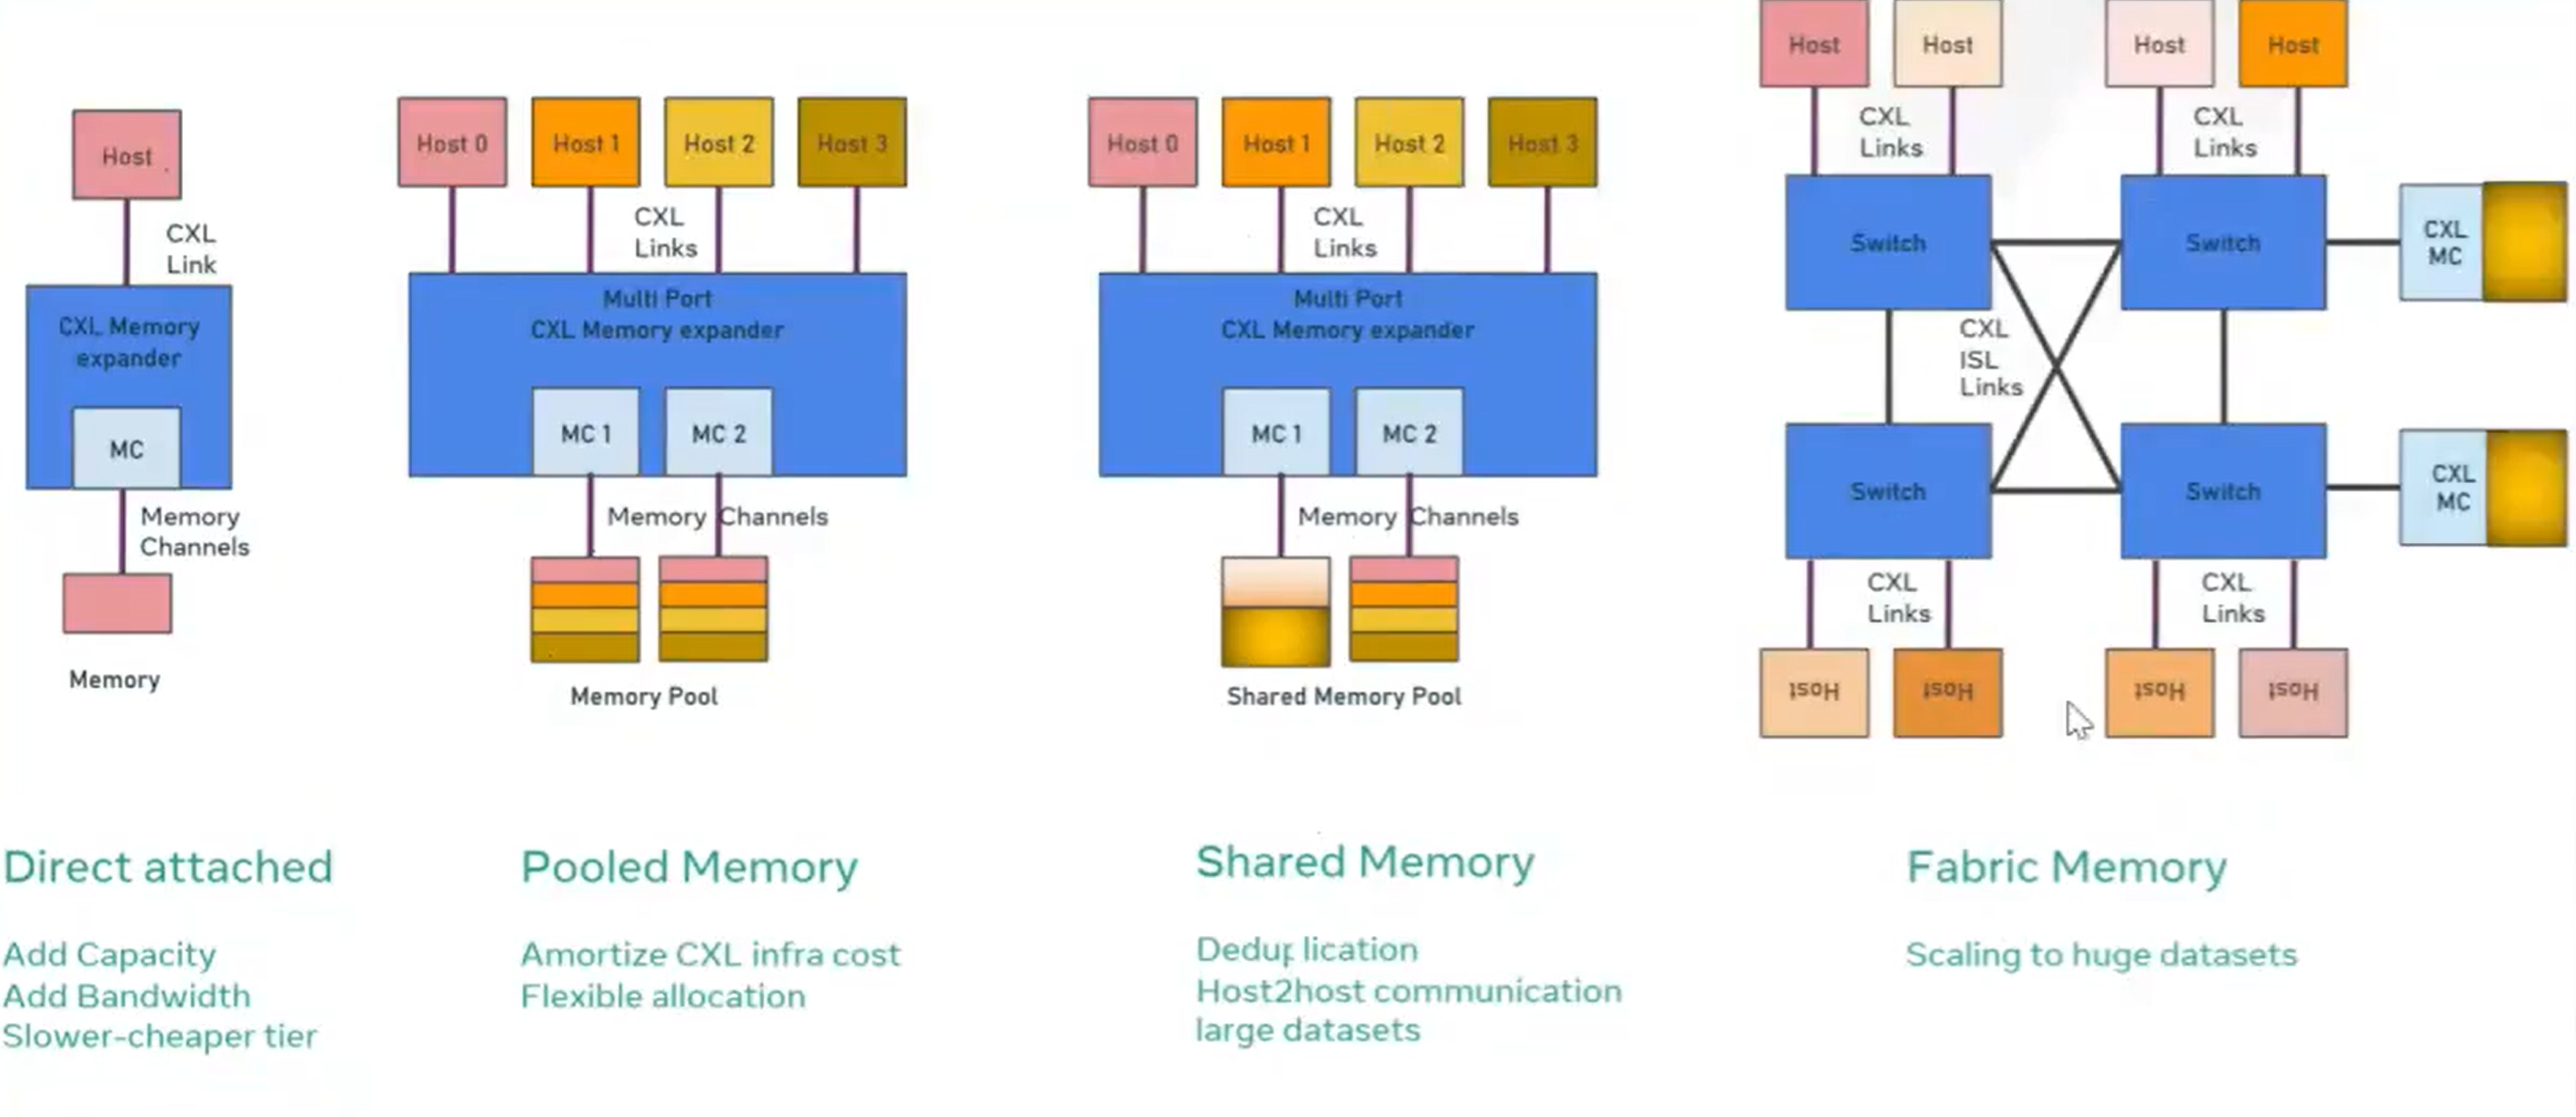 Host
CXL
Link
CXL Memory
expander
MC
Memory
Channels
Memory
Direct attached
Add Capacity
Add Bandwidth
Slower-cheaper tier
Host 0
Host 1
Host 2
Host 3
CXL
Links
Multi Port
CXL Memory expander
MC 1
MC 2
Memory Channels
Memory Pool
Pooled Memory
Amortize CXL infra cost
Flexible allocation
Host 0
Host 1
Host 2
Host 3
CXL
Links
Multi Port
CXL Memory expander
MC 1
MC 2
Memory Channels
Shared Memory Pool
Shared Memory
Deduplication
Host2host communication
large datasets
Host
Host
Host
Host
CXL
Links
CXL
Links
Switch
Switch
CXL
MC
CXL
ISL
Links
Switch
Switch
CXL
MC
CXL
Links
CXL
Links
Host
Host
Host
Host
Fabric Memory
Scaling to huge datasets